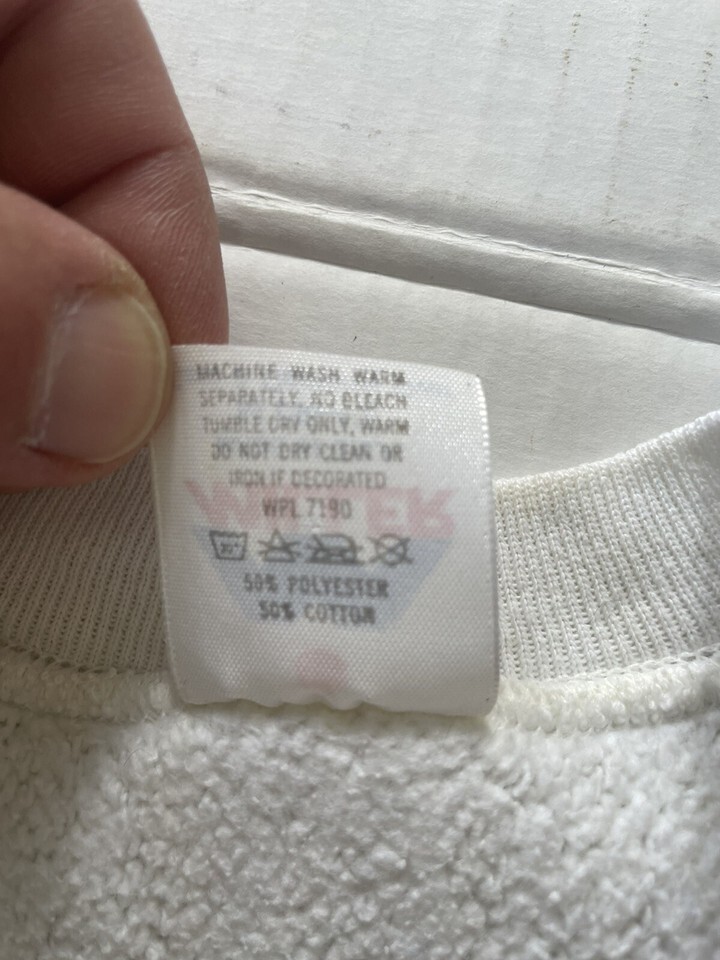 MACHINE WASH WARM
SEPARATELY, NO BLEACH
TUMBLE DRY ONLY, WARM
DO NOT DRY CLEAN OR
IRON IF DECORATED
WPL 7190
50% POLYESTER
50% COTTON